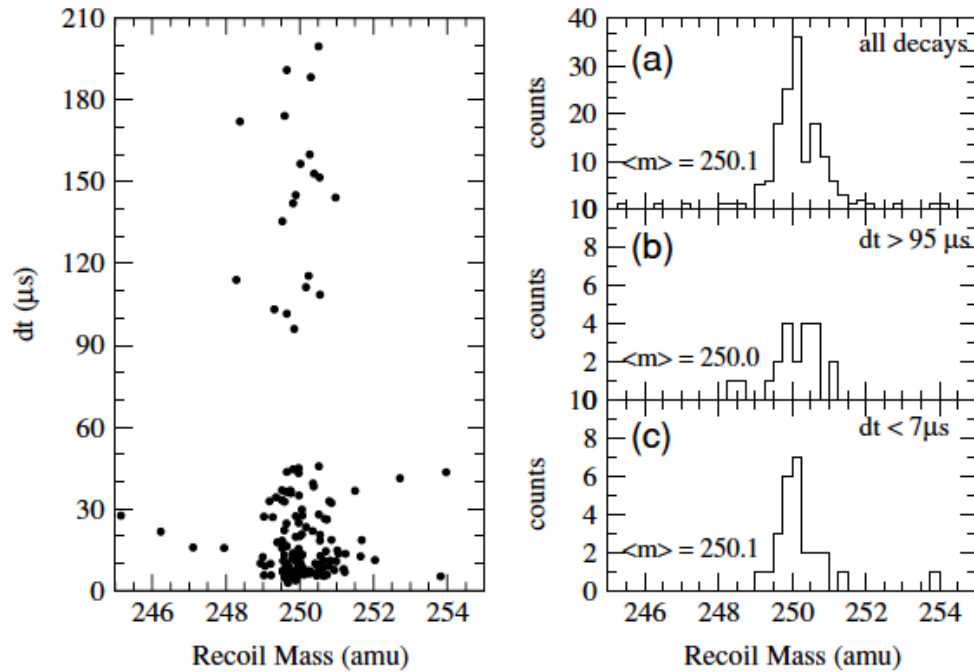 210
180
150
120
90
60
30
0
dt (μs)
246 248 250 252 254
Recoil Mass (amu)
40
30
20
10
0
counts
(a)
all decays
<m> = 250.1
10
8
6
4
2
0
counts
(b)
dt > 95 μs
<m> = 250.0
10
8
6
4
2
0
counts
(c)
dt < 7μs
<m> = 250.1
246 248 250 252 254
Recoil Mass (amu)